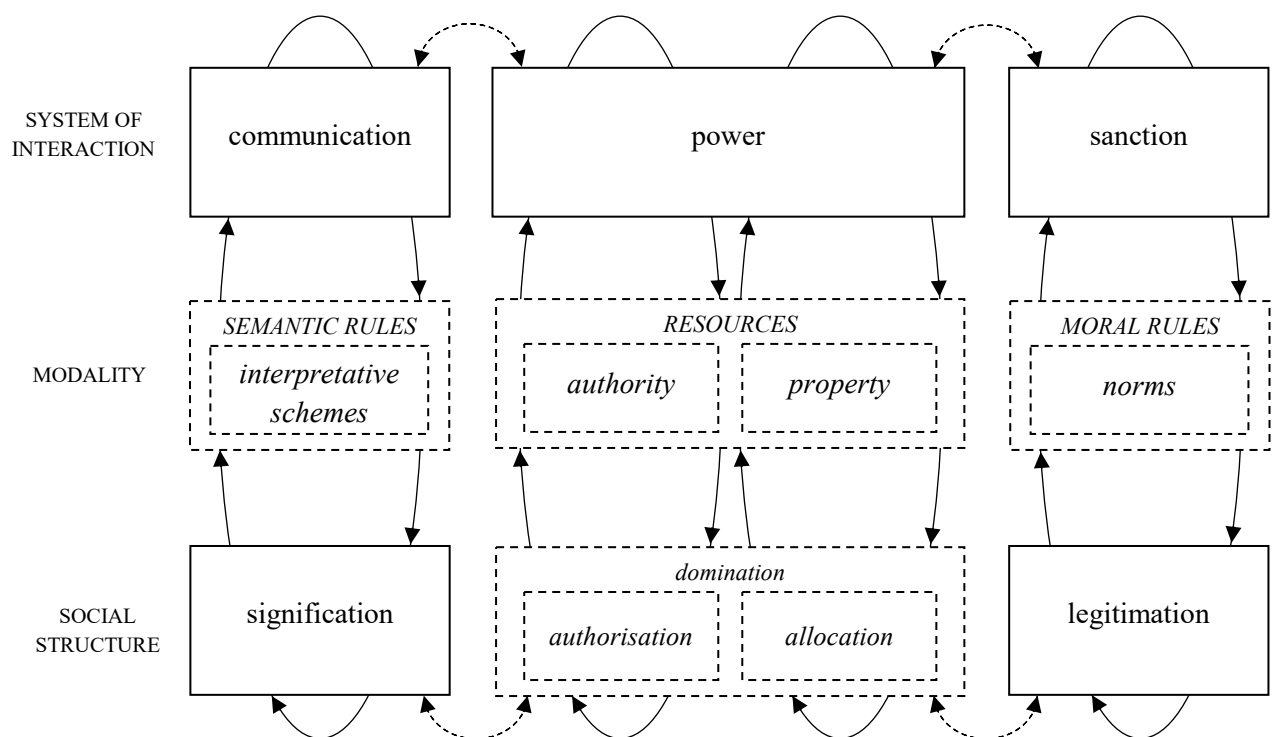 SYSTEM OF
INTERACTION
communication
power
sanction
MODALITY
SEMANTIC RULES
interpretative
schemes
RESOURCES
authority
property
MORAL RULES
norms
SOCIAL
STRUCTURE
signification
domination
authorisation
allocation
legitimation